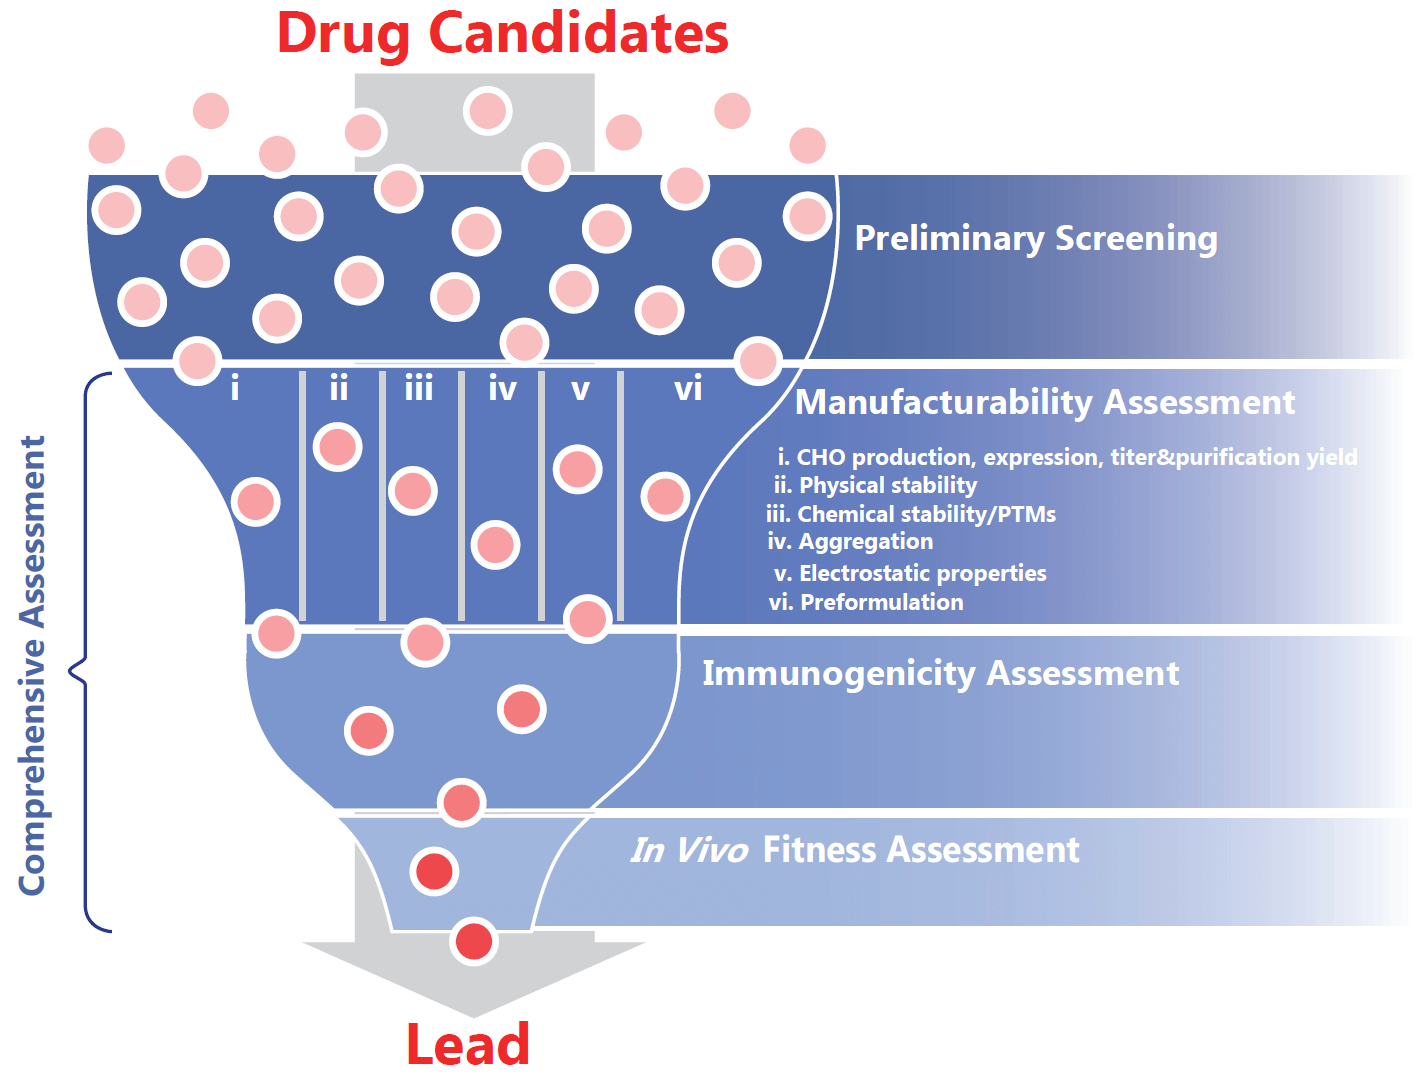 Drug Candidates
Preliminary Screening
i ii iii iv v vi
Manufacturability Assessment
i. CHO production, expression, titer&purification yield
ii. Physical stability
iii. Chemical stability/PTMs
iv. Aggregation
v. Electrostatic properties
vi. Preformulation
Comprehensive Assessment
Immunogenicity Assessment
In Vivo Fitness Assessment
Lead